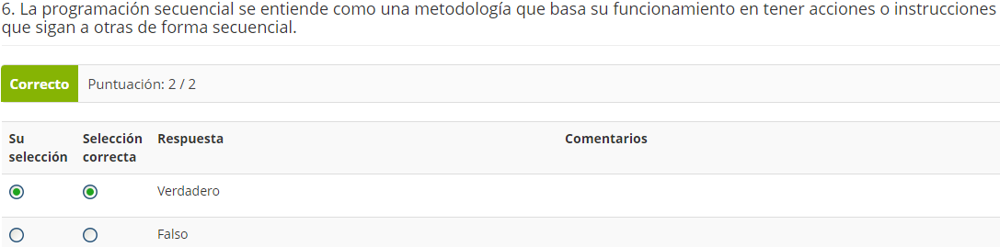 6. La programación secuencial se entiende como una metodología que basa su funcionamiento en tener acciones o instrucciones
que sigan a otras de forma secuencial.
Correcto Puntuación: 2 / 2
Su selección Selección correcta Respuesta Comentarios
Verdadero
Falso